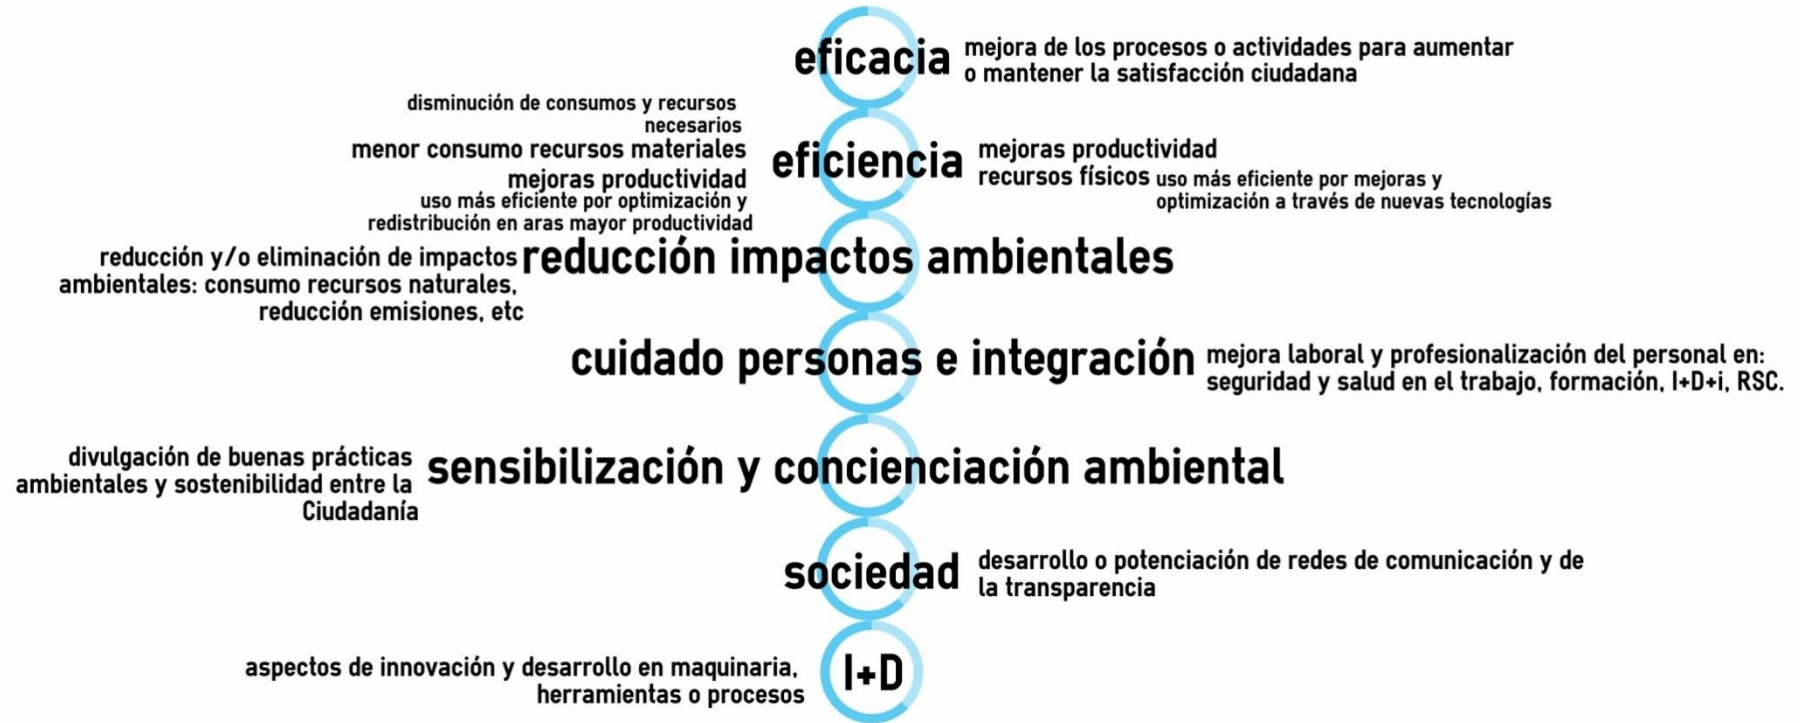 eficacia
mejora de los procesos o actividades para aumentar
o mantener la satisfacción ciudadana
disminución de consumos y recursos
necesarios
menor consumo recursos materiales
mejoras productividad
uso más eficiente por optimización y
redistribución en aras mayor productividad
eficiencia
mejoras productividad
recursos físicos uso más eficiente por mejoras y
optimización a través de nuevas tecnologías
reducción y/o eliminación de impactos
ambientales: consumo recursos naturales,
reducción emisiones, etc
reducción impactos ambientales
cuidado personas e integración
mejora laboral y profesionalización del personal en:
seguridad y salud en el trabajo, formación, I+D+i, RSC.
divulgación de buenas prácticas
ambientales y sostenibilidad entre la
Ciudadanía
sensibilización y concienciación ambiental
sociedad
desarrollo o potenciación de redes de comunicación y de
la transparencia
aspectos de innovación y desarrollo en maquinaria,
herramientas o procesos
I+D